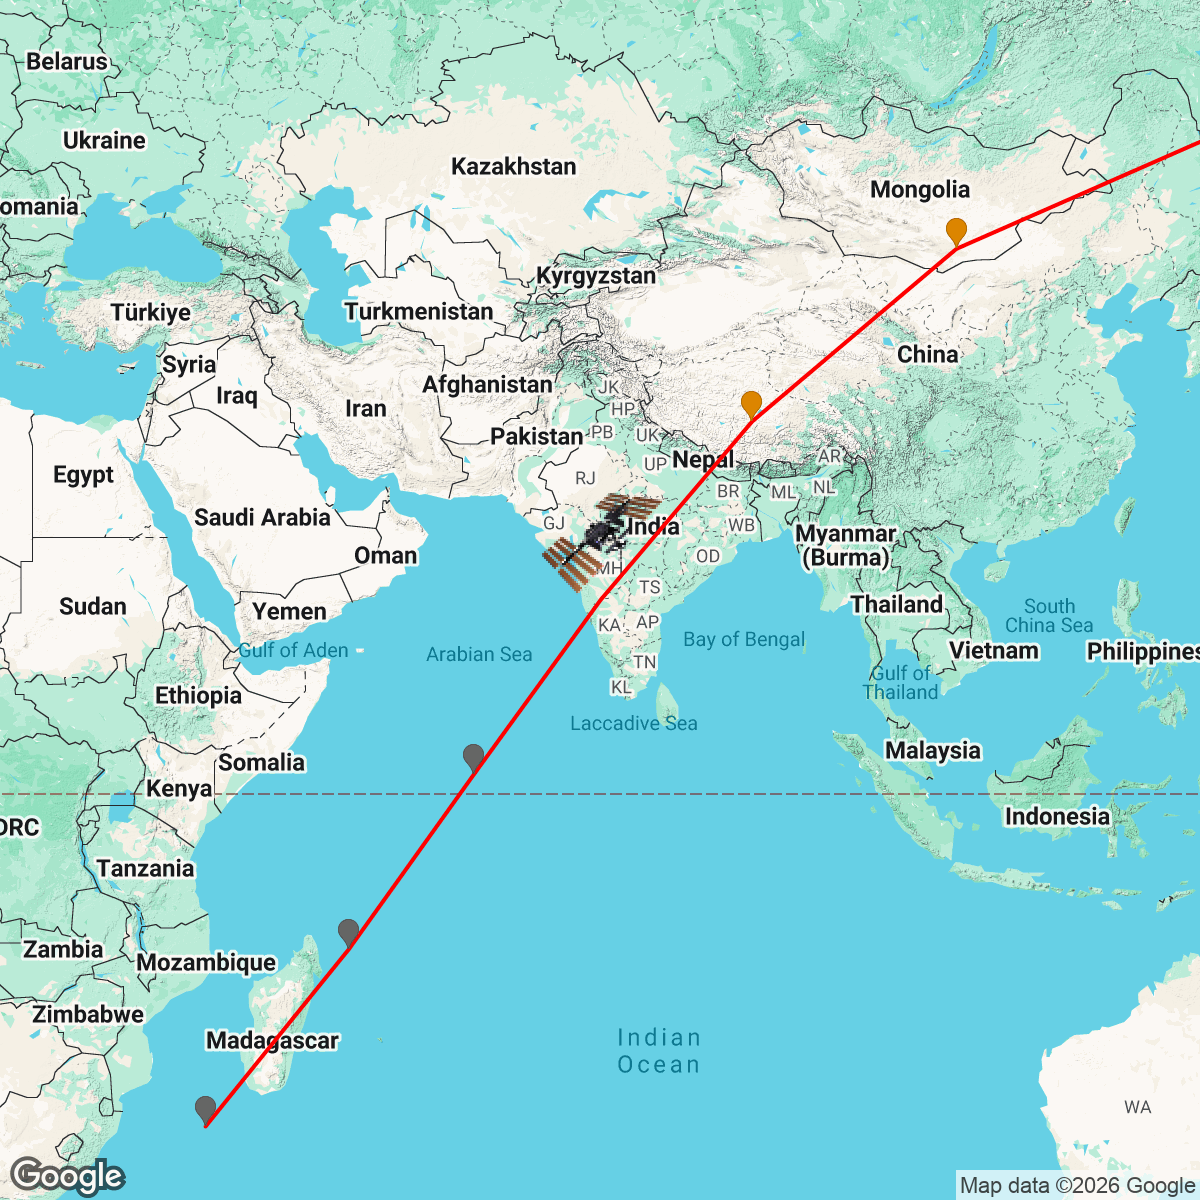 Belarus
Ukraine
omania
Kazakhstan
Mongolia
Kyrgyzstan
Türkiye
Turkmenistan
Syria
Iraq
Iran
Afghanistan
China
JK
HP
PB
UK
Pakistan
Nepal
UP
AR
Egypt
RJ
BR
ML
NL
Saudi Arabia
GJ
India
WB
Myanmar
(Burma)
Oman
MH
OD
Sudan
Yemen
TS
Thailand
South
China Sea
KA
AP
Gulf of Aden
Arabian Sea
Bay of Bengal
Vietnam
Philippines
TN
Ethiopia
KL
Gulf of
Thailand
Laccadive Sea
Somalia
Malaysia
Kenya
DRC
Indonesia
Tanzania
Zambia
Mozambique
Zimbabwe
Madagascar
Indian
Ocean
WA
Google
Map data ©2026 Google